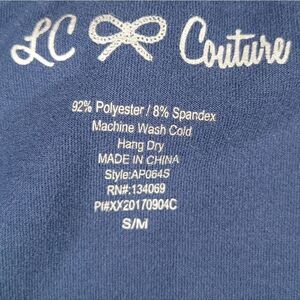 LC Couture
92% Polyester / 8% Spandex
Machine Wash Cold
Hang Dry
MADE IN CHINA
Style:AP064S
RN#:134069
PI#XX20170904C
S/M